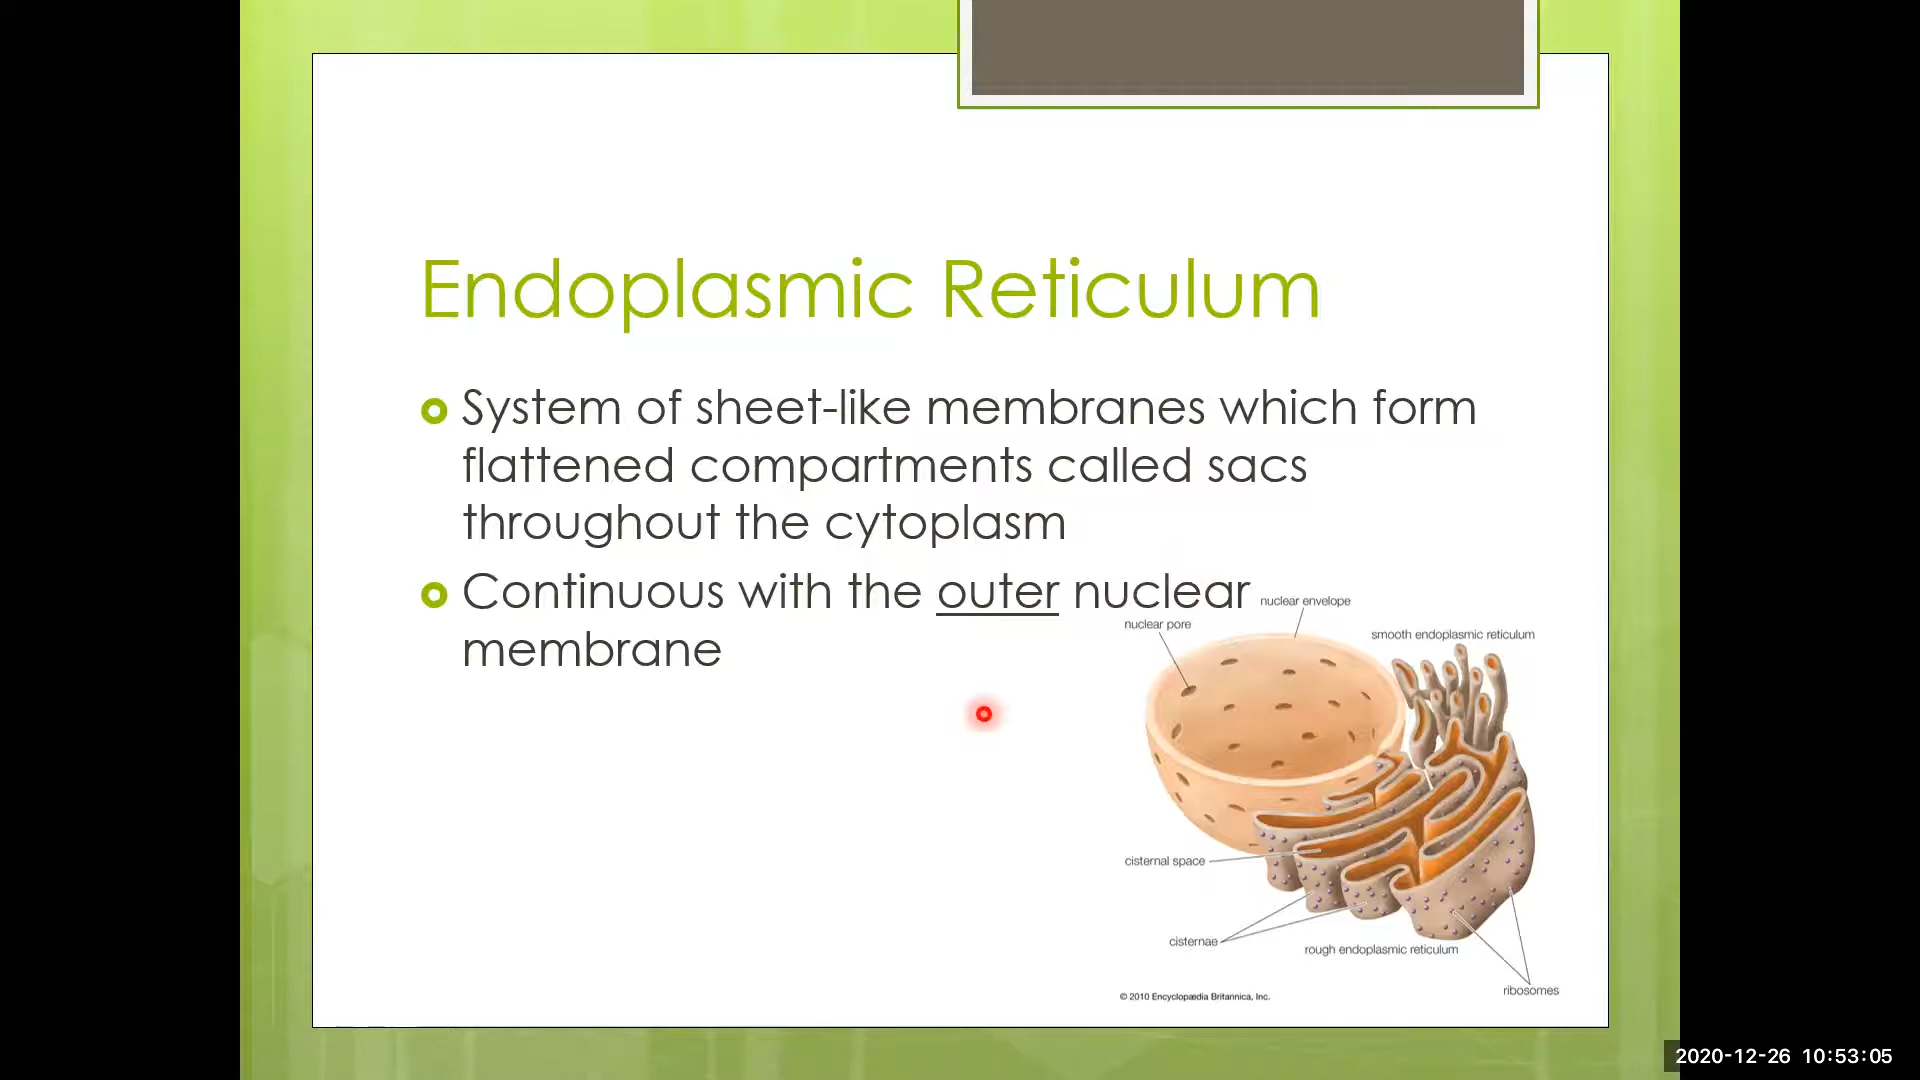 Endoplasmic Reticulum
System of sheet-like membranes which form
flattened compartments called sacs
throughout the cytoplasm
Continuous with the outer nuclear
membrane
nuclear envelope
nuclear pore
smooth endoplasmic reticulum
cisternal space
cisternae
rough endoplasmic reticulum
ribosomes
© 2010 Encyclopædia Britannica, Inc.
2020-12-26 10:53:05